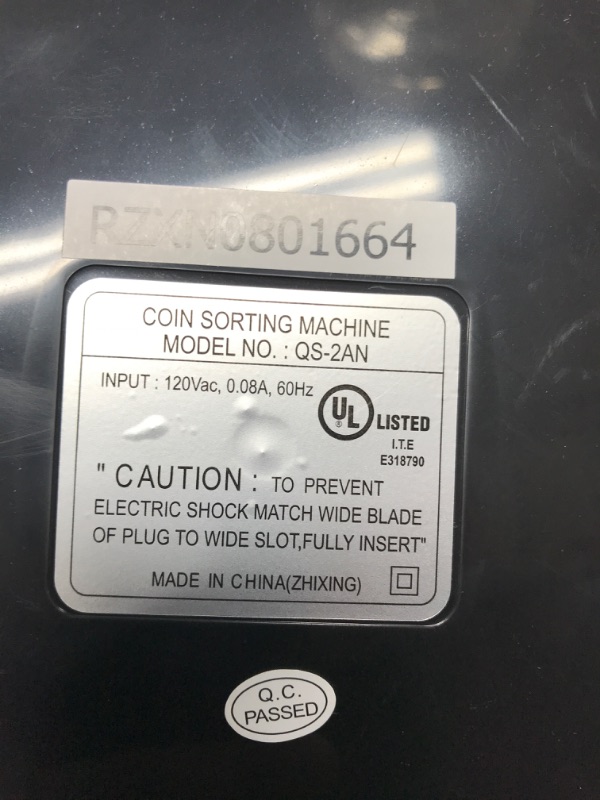 RZXN0801664
COIN SORTING MACHINE
MODEL NO. : QS-2AN
INPUT : 120Vac, 0.08A, 60Hz
UL
®
LISTED
I.T.E
E318790
" CAUTION : TO PREVENT
ELECTRIC SHOCK MATCH WIDE BLADE
OF PLUG TO WIDE SLOT,FULLY INSERT"
MADE IN CHINA(ZHIXING)
Q.C.
PASSED